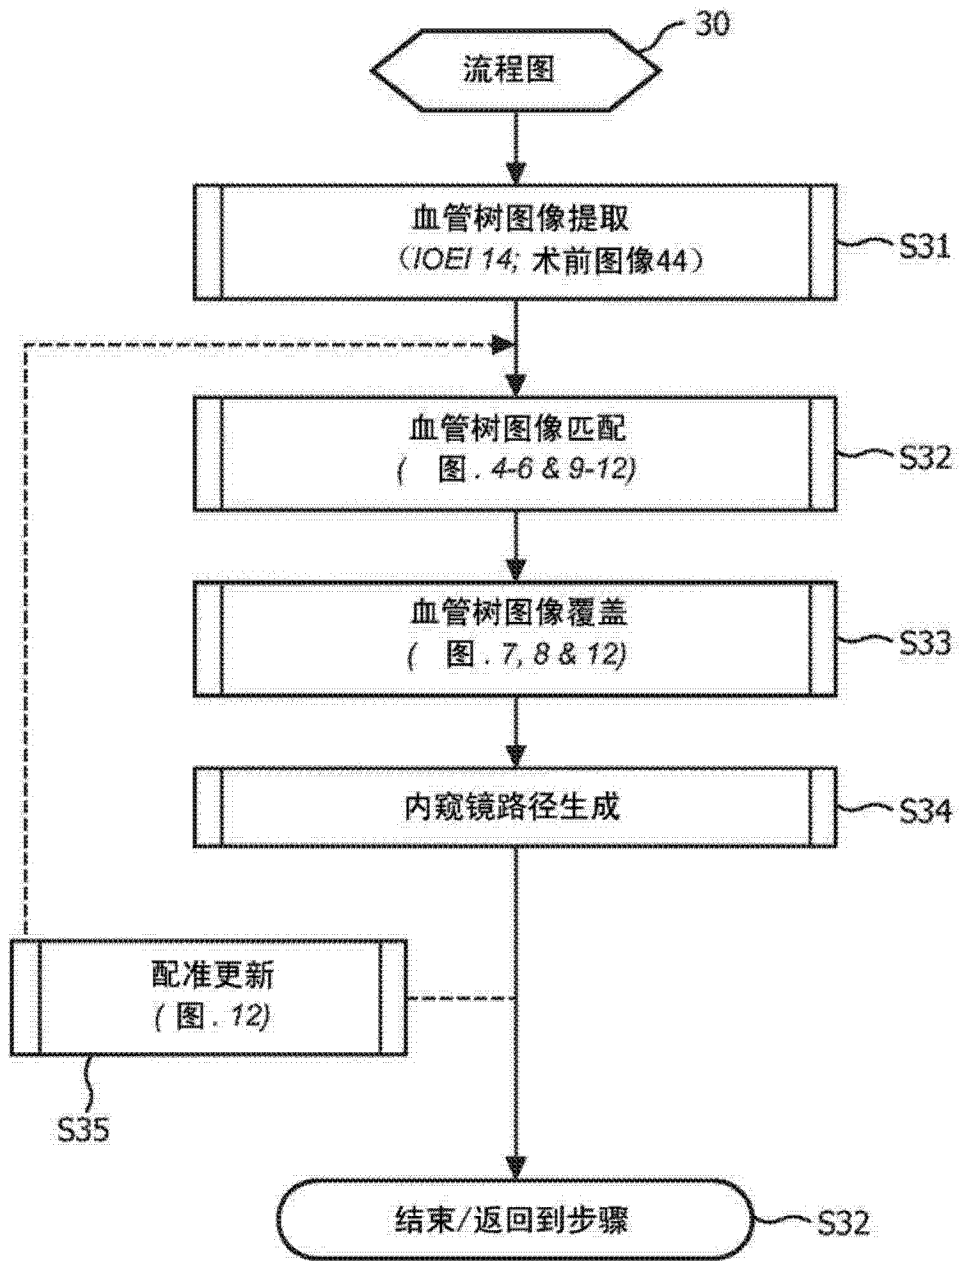 30
流程图
血管树图像提取
（IOEI 14; 术前图像44）
S31
血管树图像匹配
( 图. 4-6 & 9-12)
S32
血管树图像覆盖
( 图. 7, 8 & 12)
S33
内窥镜路径生成
S34
配准更新
( 图. 12)
S35
结束/返回到步骤
S32